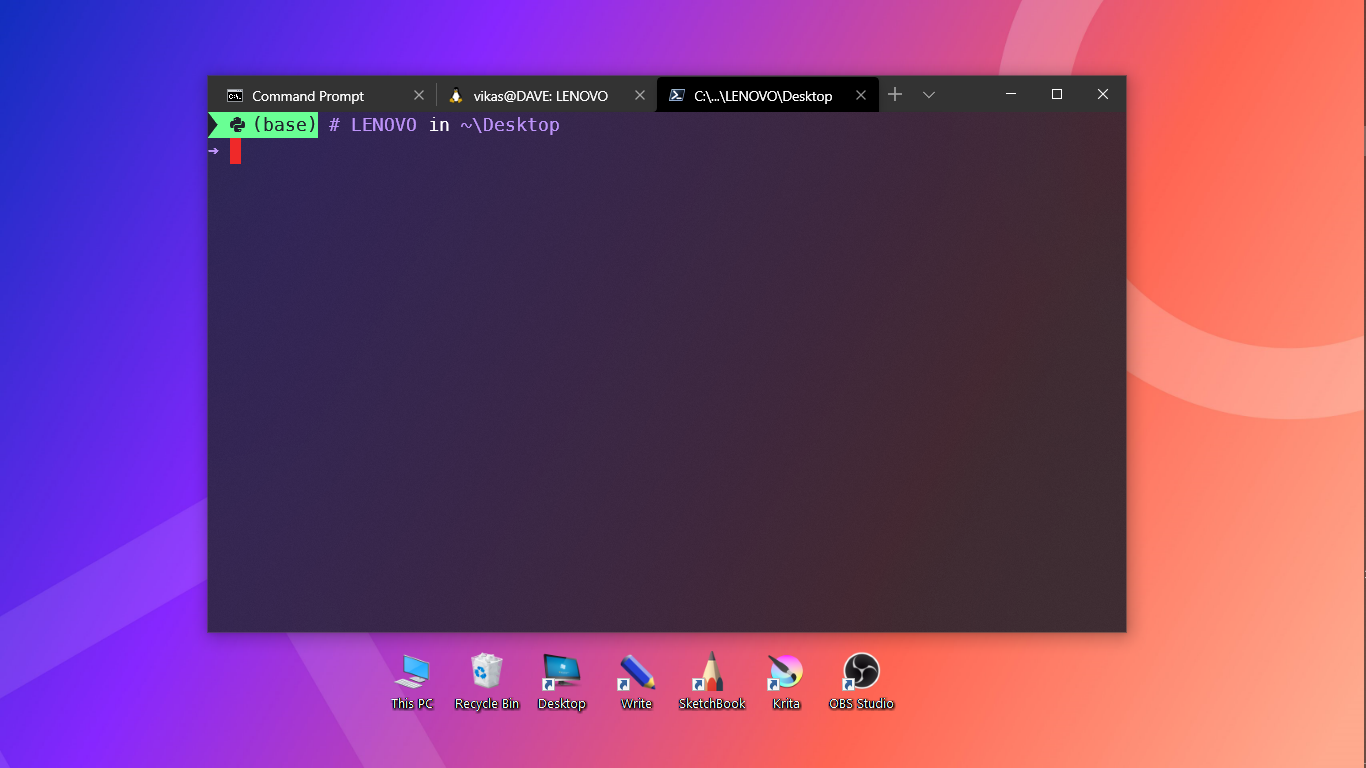 Command Prompt
vikas@DAVE: LENOVO
C:\...\LENOVO\Desktop
(base) # LENOVO in ~\Desktop
→
This PC
Recycle Bin
Desktop
Write
SketchBook
Krita
OBS Studio